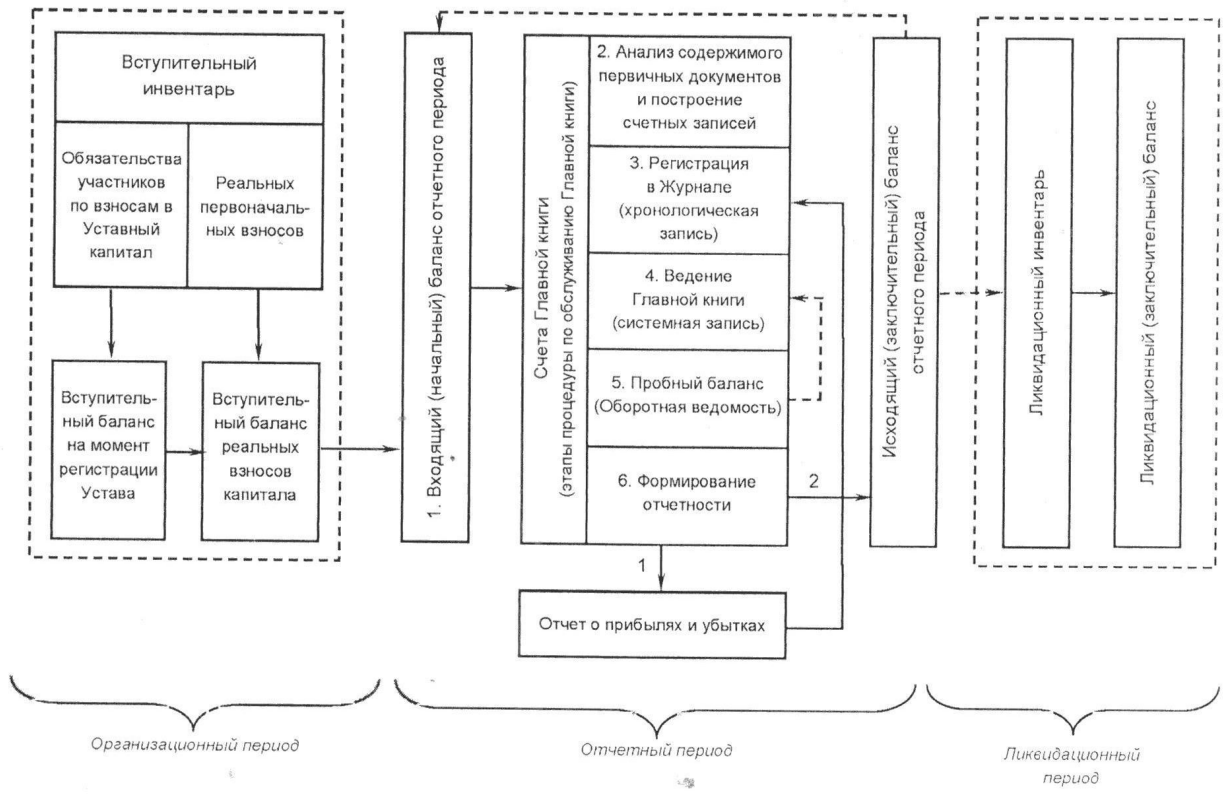 Вступительный
инвентарь
Обязательства
участников
по взносам в
Уставный
капитал
Реальных
первоначаль-
ных взносов
Вступитель-
ный баланс
на момент
регистрации
Устава
Вступитель-
ный баланс
реальных
взносов
капитала
1. Входящий (начальный) баланс отчетного периода
Счета Главной книги
(этапы процедуры по обслуживанию Главной книги)
2. Анализ содержимого
первичных документов
и построение
счетных записей
3. Регистрация
в Журнале
(хронологическая
запись)
4. Ведение
Главной книги
(системная запись)
5. Пробный баланс
(Оборотная ведомость)
6. Формирование
отчетности
2
1
Отчет о прибылях и убытках
Исходящий (заключительный) баланс
отчетного периода
Ликвидационный инвентарь
Ликвидационный (заключительный) баланс
Организационный период
Отчетный период
Ликвидационный
период